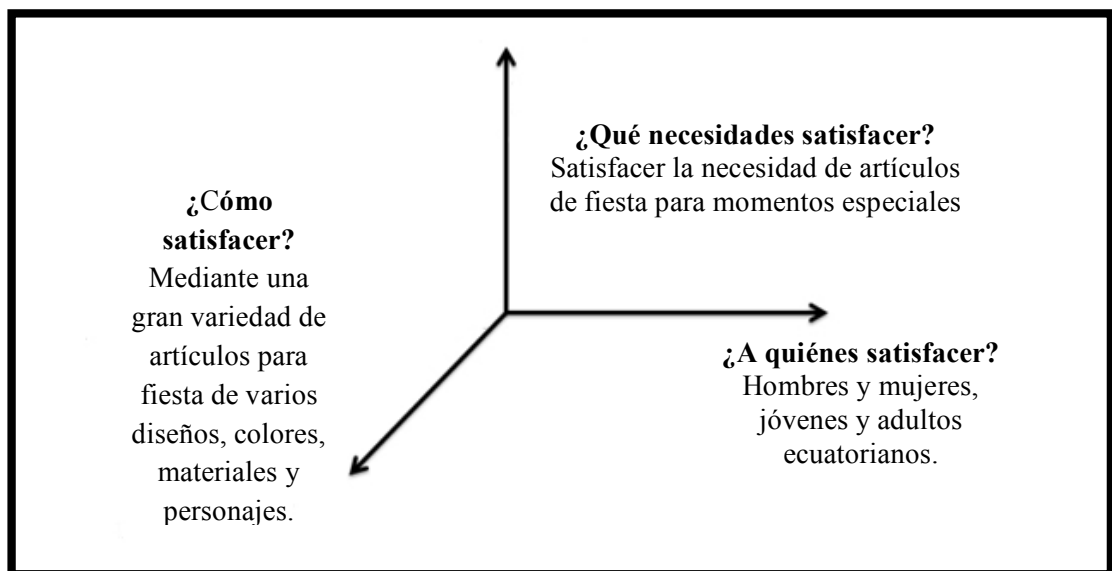 ¿Qué necesidades satisfacer?
Satisfacer la necesidad de artículos
de fiesta para momentos especiales
¿Cómo
satisfacer?
Mediante una
gran variedad de
artículos para
fiesta de varios
diseños, colores,
materiales y
personajes.
¿A quiénes satisfacer?
Hombres y mujeres,
jóvenes y adultos
ecuatorianos.